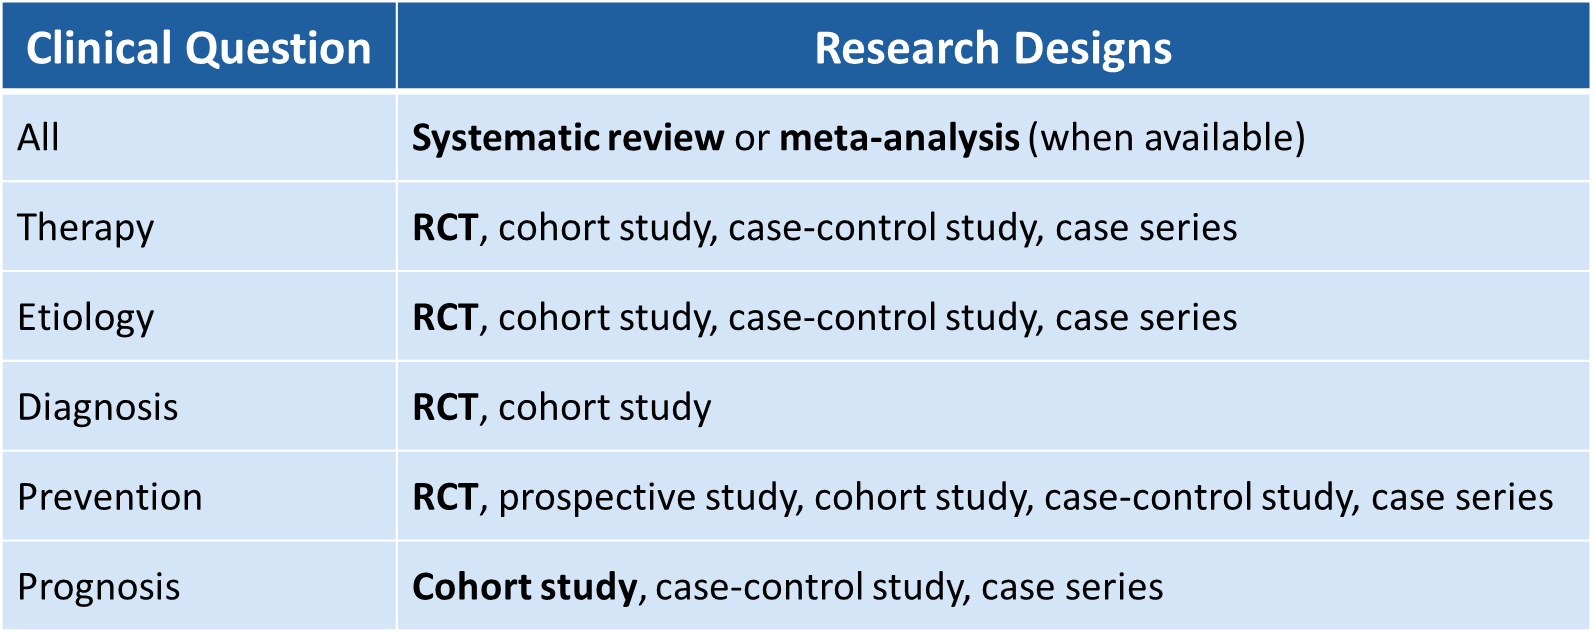 Clinical Question Research Designs
All Systematic review or meta-analysis (when available)
Therapy RCT, cohort study, case-control study, case series
Etiology RCT, cohort study, case-control study, case series
Diagnosis RCT, cohort study
Prevention RCT, prospective study, cohort study, case-control study, case series
Prognosis Cohort study, case-control study, case series